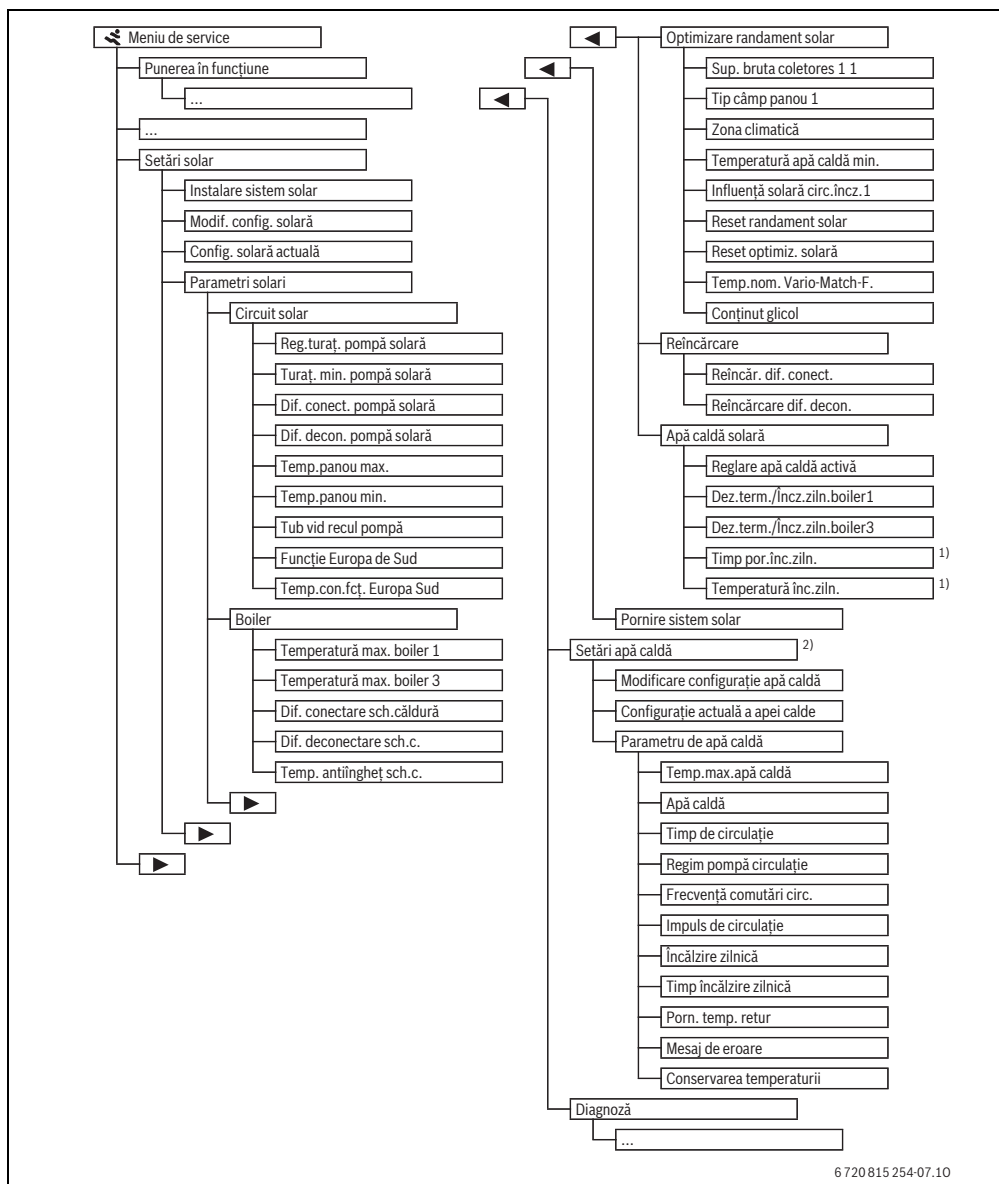 Meniu de service
Punerea în funcțiune
...
...
Setări solar
Instalare sistem solar
Modif. config. solară
Config. solară actuală
Parametri solari
Circuit solar
Reg.turaț. pompă solară
Turaț. min. pompă solară
Dif. conect. pompă solară
Dif. decon. pompă solară
Temp.panou max.
Temp.panou min.
Tub vid recul pompă
Funcție Europa de Sud
Temp.con.fcț. Europa Sud
Boiler
Temperatură max. boiler 1
Temperatură max. boiler 3
Dif. conectare sch.căldură
Dif. deconectare sch.c.
Temp. antiîngheț sch.c.
Optimizare randament solar
Sup. bruta coletores 1 1
Tip câmp panou 1
Zona climatică
Temperatură apă caldă min.
Influență solară circ.încz.1
Reset randament solar
Reset optimiz. solară
Temp.nom. Vario-Match-F.
Conținut glicol
Reîncărcare
Reîncăr. dif. conect.
Reîncărcare dif. decon.
Apă caldă solară
Reglare apă caldă activă
Dez.term./Încz.ziln.boiler1
Dez.term./Încz.ziln.boiler3
Timp por.înc.ziln. 1)
Temperatură înc.ziln. 1)
Pornire sistem solar
Setări apă caldă 2)
Modificare configurație apă caldă
Configurație actuală a apei calde
Parametru de apă caldă
Temp.max.apă caldă
Apă caldă
Timp de circulație
Regim pompă circulație
Frecvență comutări circ.
Impuls de circulație
Încălzire zilnică
Timp încălzire zilnică
Porn. temp. retur
Mesaj de eroare
Conservarea temperaturii
Diagnoză
...
6 720 815 254-07.1O